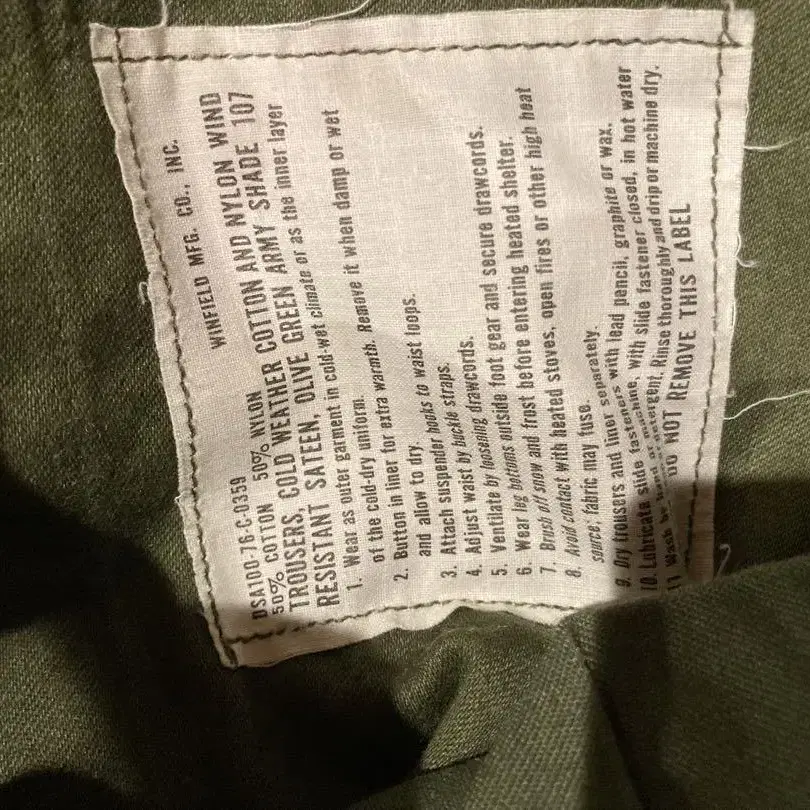 WINFIELD MFG. CO., INC.
DSA100-76-C-0359
50% COTTON 50% NYLON
TROUSERS, COLD WEATHER COTTON AND NYLON WIND
RESISTANT SATEEN, OLIVE GREEN ARMY SHADE 107
1. Wear as outer garment in cold-wet climate or as the inner layer
of the cold-dry uniform. Remove it when damp or wet
2. Button in liner for extra warmth.
and allow to dry. waist loops.
3. Attach suspender hooks to
4. Adjust waist by buckle straps.
5. Ventilate by loosening drawcords.
6. Wear leg bottoms outside foot gear and secure drawcords.
7. Brush off snow and frost before entering heated shelter.
8. Avoid contact with heated stoves, open fires or other high heat
source; fabric may fuse.
9. Dry trousers and liner separately.
10. Lubricate slide fasteners with lead pencil, graphite or wax.
11 Wash by hand or machine, with slide fastener closed, in hot water
detergent. Rinse thoroughly and drip or machine dry.
DO NOT REMOVE THIS LABEL